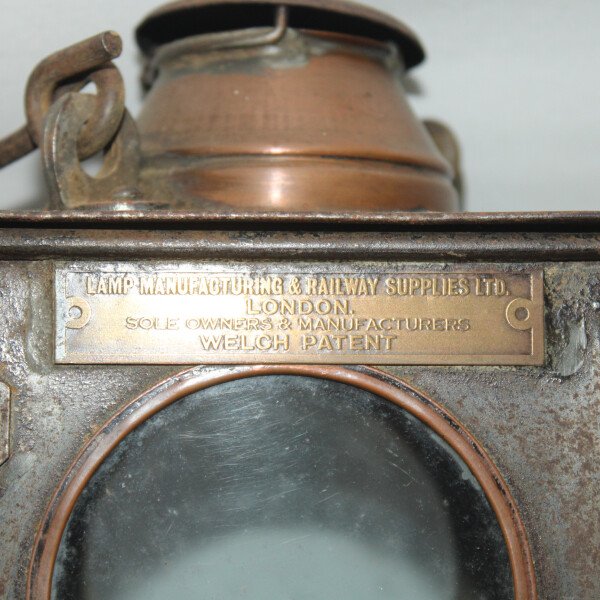 LAMP MANUFACTURING & RAILWAY SUPPLIES LTD.
LONDON.
SOLE OWNERS & MANUFACTURERS
WELCH PATENT